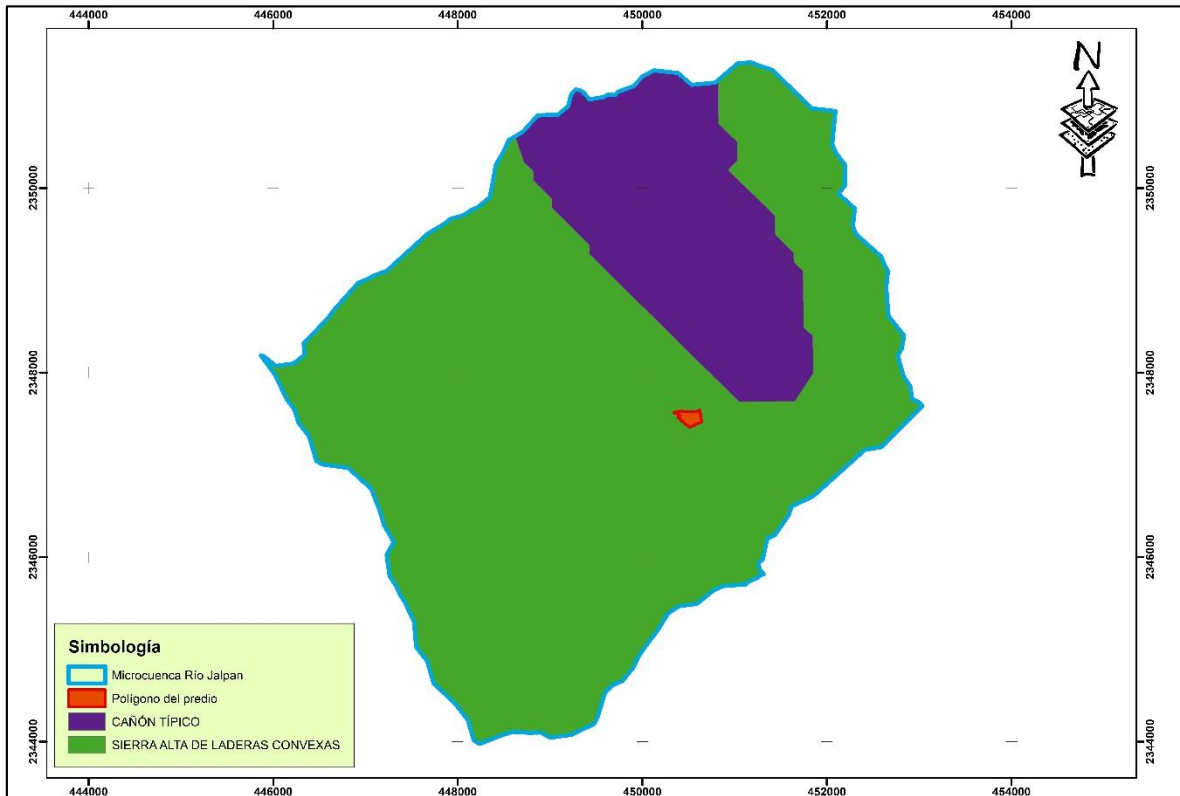 444000 446000 448000 450000 452000 454000
N
2350000 2350000
2348000 2348000
2346000 2346000
2344000 2344000
Simbología
Microcuenca Río Jalpan
Polígono del predio
CAÑÓN TÍPICO
SIERRA ALTA DE LADERAS CONVEXAS
444000 446000 448000 450000 452000 454000